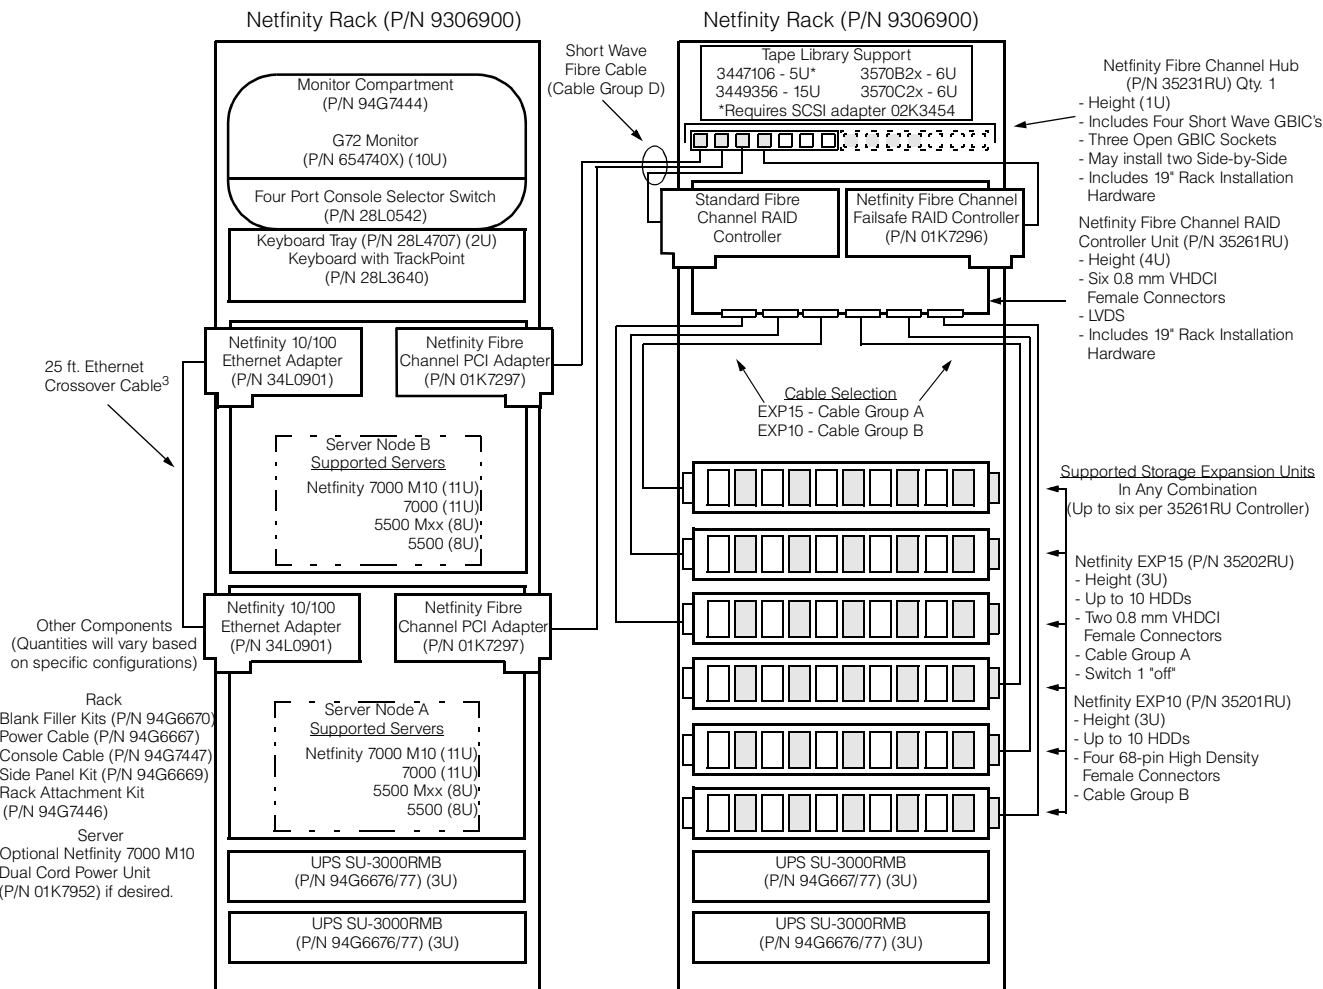 Netfinity Rack (P/N 9306900)
Monitor Compartment
(P/N 94G7444)
G72 Monitor
(P/N 654740X) (10U)
Four Port Console Selector Switch
(P/N 28L0542)
Keyboard Tray (P/N 28L4707) (2U)
Keyboard with TrackPoint
(P/N 28L3640)
Netfinity 10/100
Ethernet Adapter
(P/N 34L0901)
Netfinity Fibre
Channel PCI Adapter
(P/N 01K7297)
25 ft. Ethernet
Crossover Cable3
Server Node B
Supported Servers
Netfinity 7000 M10 (11U)
7000 (11U)
5500 Mxx (8U)
5500 (8U)
Netfinity 10/100
Ethernet Adapter
(P/N 34L0901)
Netfinity Fibre
Channel PCI Adapter
(P/N 01K7297)
Other Components
(Quantities will vary based
on specific configurations)
Rack
Blank Filler Kits (P/N 94G6670)
Power Cable (P/N 94G6667)
Console Cable (P/N 94G7447)
Side Panel Kit (P/N 94G6669)
Rack Attachment Kit
(P/N 94G7446)
Server
Optional Netfinity 7000 M10
Dual Cord Power Unit
(P/N 01K7952) if desired.
Server Node A
Supported Servers
Netfinity 7000 M10 (11U)
7000 (11U)
5500 Mxx (8U)
5500 (8U)
UPS SU-3000RMB
(P/N 94G6676/77) (3U)
UPS SU-3000RMB
(P/N 94G6676/77) (3U)
Short Wave
Fibre Cable
(Cable Group D)
Netfinity Rack (P/N 9306900)
Tape Library Support
3447106 - 5U* 3570B2x - 6U
3449356 - 15U 3570C2x - 6U
*Requires SCSI adapter 02K3454
Standard Fibre
Channel RAID
Controller
Netfinity Fibre Channel
Failsafe RAID Controller
(P/N 01K7296)
Cable Selection
EXP15 - Cable Group A
EXP10 - Cable Group B
UPS SU-3000RMB
(P/N 94G667/77) (3U)
UPS SU-3000RMB
(P/N 94G6676/77) (3U)
Netfinity Fibre Channel Hub
(P/N 35231RU) Qty. 1
- Height (1U)
- Includes Four Short Wave GBIC's
- Three Open GBIC Sockets
- May install two Side-by-Side
- Includes 19" Rack Installation
Hardware
Netfinity Fibre Channel RAID
Controller Unit (P/N 35261RU)
- Height (4U)
- Six 0.8 mm VHDCI
Female Connectors
- LVDS
- Includes 19" Rack Installation
Hardware
Supported Storage Expansion Units
In Any Combination
(Up to six per 35261RU Controller)
Netfinity EXP15 (P/N 35202RU)
- Height (3U)
- Up to 10 HDDs
- Two 0.8 mm VHDCI
Female Connectors
- Cable Group A
- Switch 1 "off"
Netfinity EXP10 (P/N 35201RU)
- Height (3U)
- Up to 10 HDDs
- Four 68-pin High Density
Female Connectors
- Cable Group B